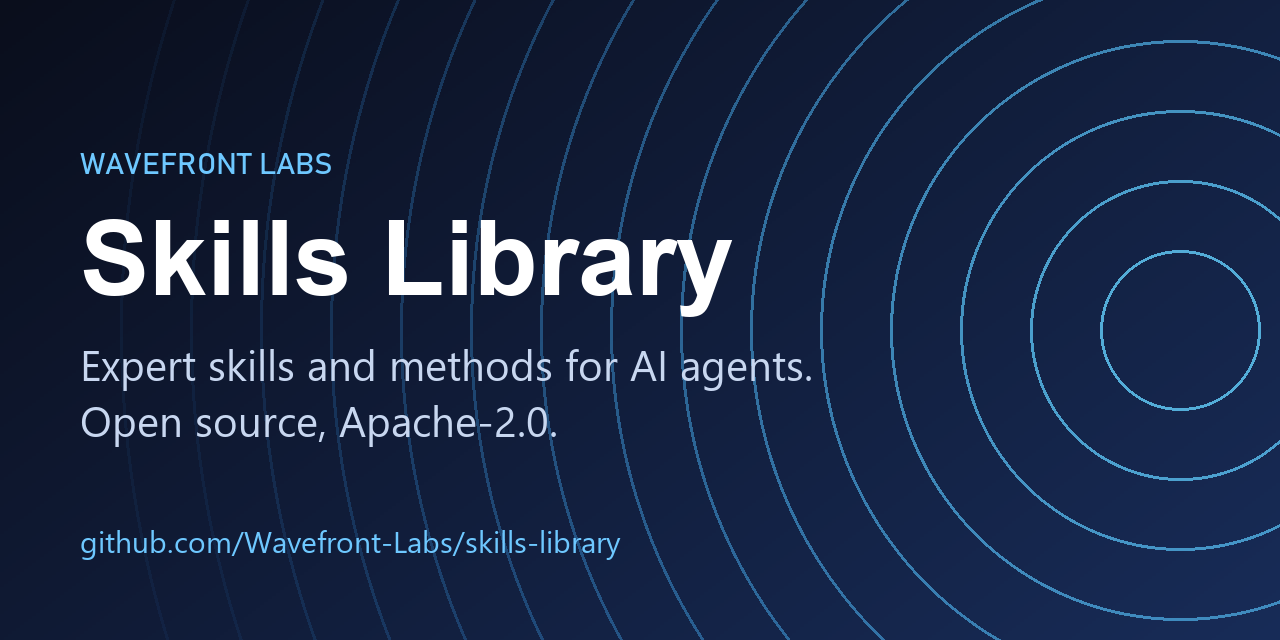 WAVEFRONT LABS
Skills Library
Expert skills and methods for AI agents.
Open source, Apache-2.0.
github.com/Wavefront-Labs/skills-library